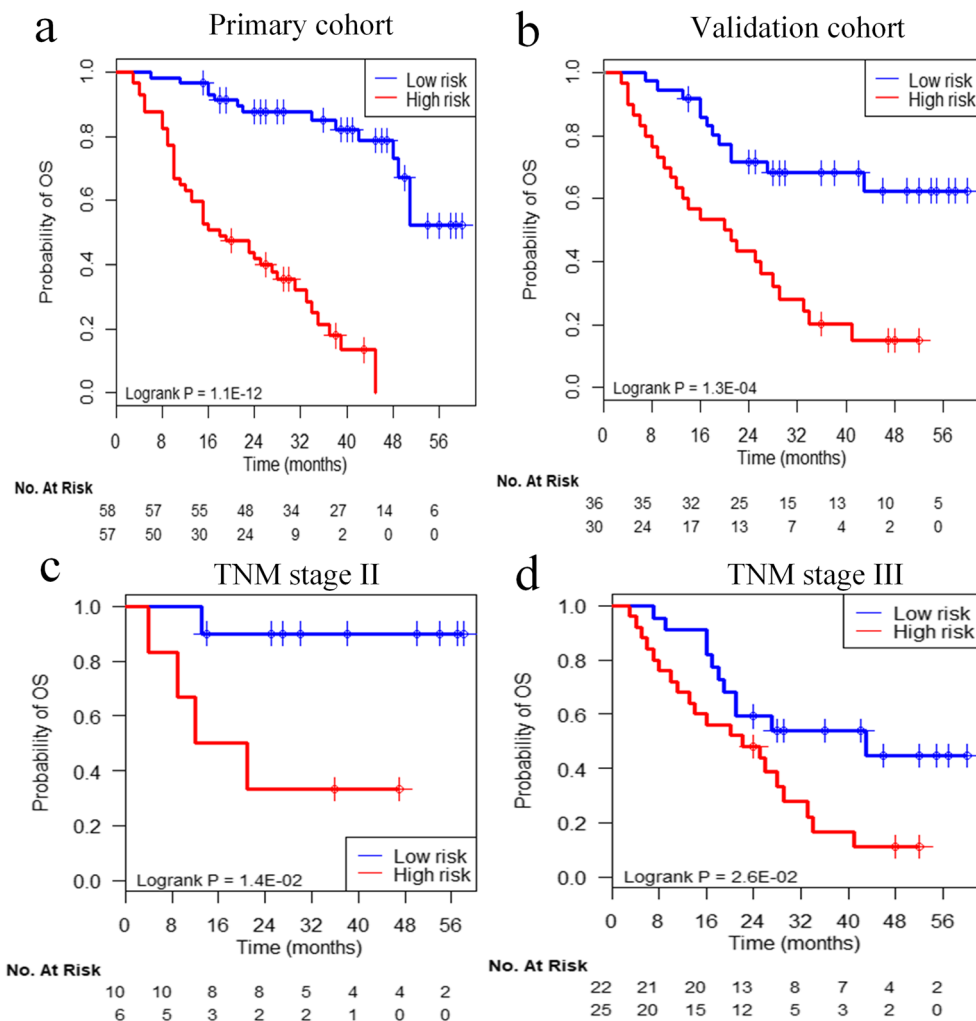 a Primary cohort
Low risk
High risk
Probability of OS
1.0
0.8
0.6
0.4
0.2
0.0
Logrank P = 1.1E-12
0 8 16 24 32 40 48 56
Time (months)
No. At Risk
58 57 55 48 34 27 14 6
57 50 30 24 9 2 0 0
b Validation cohort
Low risk
High risk
Probability of OS
1.0
0.8
0.6
0.4
0.2
0.0
Logrank P = 1.3E-04
0 8 16 24 32 40 48 56
Time (months)
No. At Risk
36 35 32 25 15 13 10 5
30 24 17 13 7 4 2 0
c TNM stage II
Probability of OS
1.0
0.8
0.6
0.4
0.2
0.0
Low risk
High risk
Logrank P = 1.4E-02
0 8 16 24 32 40 48 56
Time (months)
No. At Risk
10 10 8 8 5 4 4 2
6 5 3 2 2 1 0 0
d TNM stage III
Low risk
High risk
Probability of OS
1.0
0.8
0.6
0.4
0.2
0.0
Logrank P = 2.6E-02
0 8 16 24 32 40 48 56
Time (months)
No. At Risk
22 21 20 13 8 7 4 2
25 20 15 12 5 3 2 0